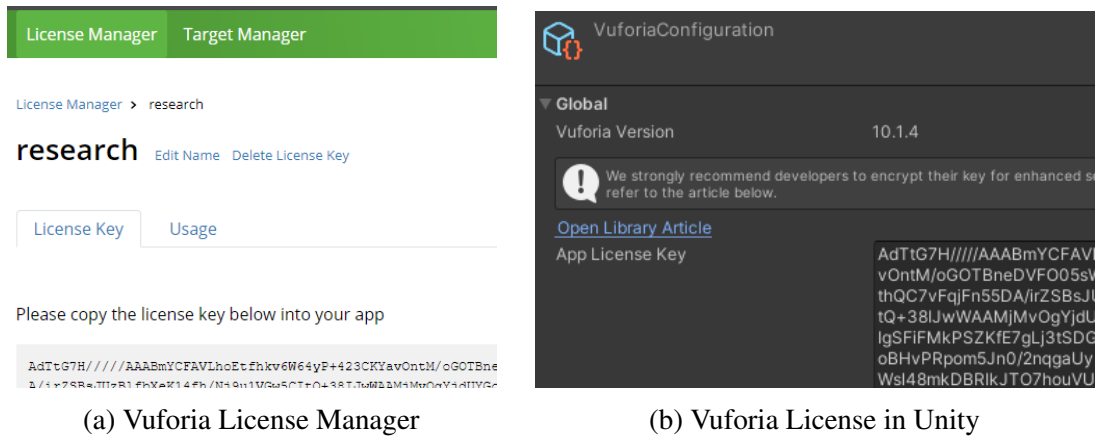 License Manager Target Manager
License Manager > research
research Edit Name Delete License Key
License Key Usage
Please copy the license key below into your app
AdTtG7H/////AAABmYCFAVLhoEtfhkv6W64yP+423CKYavOntM/oGOTBne
(a) Vuforia License Manager
VuforiaConfiguration
Global
Vuforia Version 10.1.4
We strongly recommend developers to encrypt their key for enhanced se
refer to the article below.
Open Library Article
App License Key
AdTtG7H/////AAABmYCFAVL
vOntM/oGOTBneDVFO05sW
thQC7vFqjFn55DA/irZSBsJU
tQ+38IJwWAAMjMvOgYjdU
IgSFiFMkPSZKfE7gLj3tSDG
oBHvPRpom5Jn0/2nqgaUy
WsI48mkDBRIkJTO7houVU
(b) Vuforia License in Unity